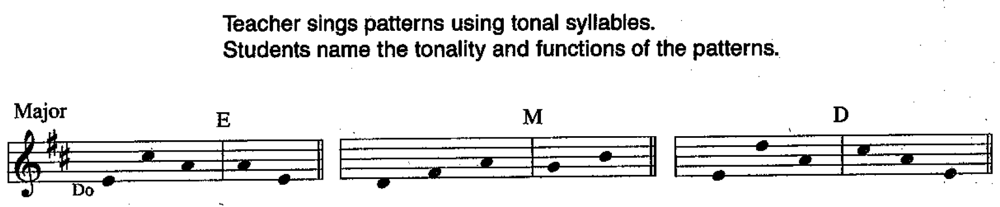 Teacher sings patterns using tonal syllables.
Students name the tonality and functions of the patterns.
Major
E
M
D
Do